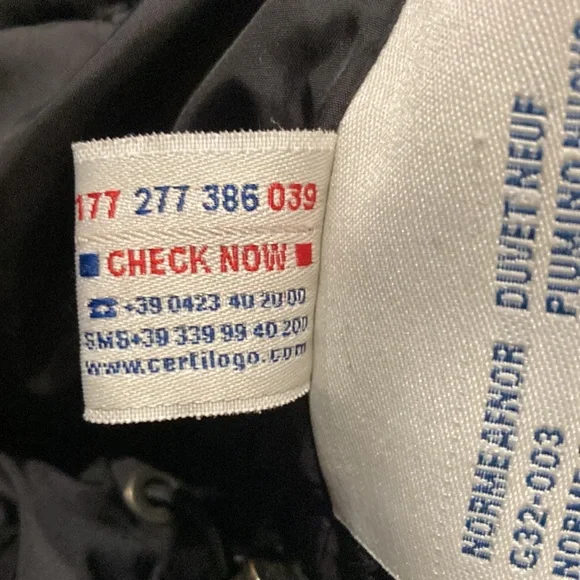 177 277 386 039
CHECK NOW
☎ +39 0423 40 20 00
SMS+39 339 99 40 200
www.certilogo.com
DUVET NEUF
PIUMINO
NORME AFNOR
G32-003